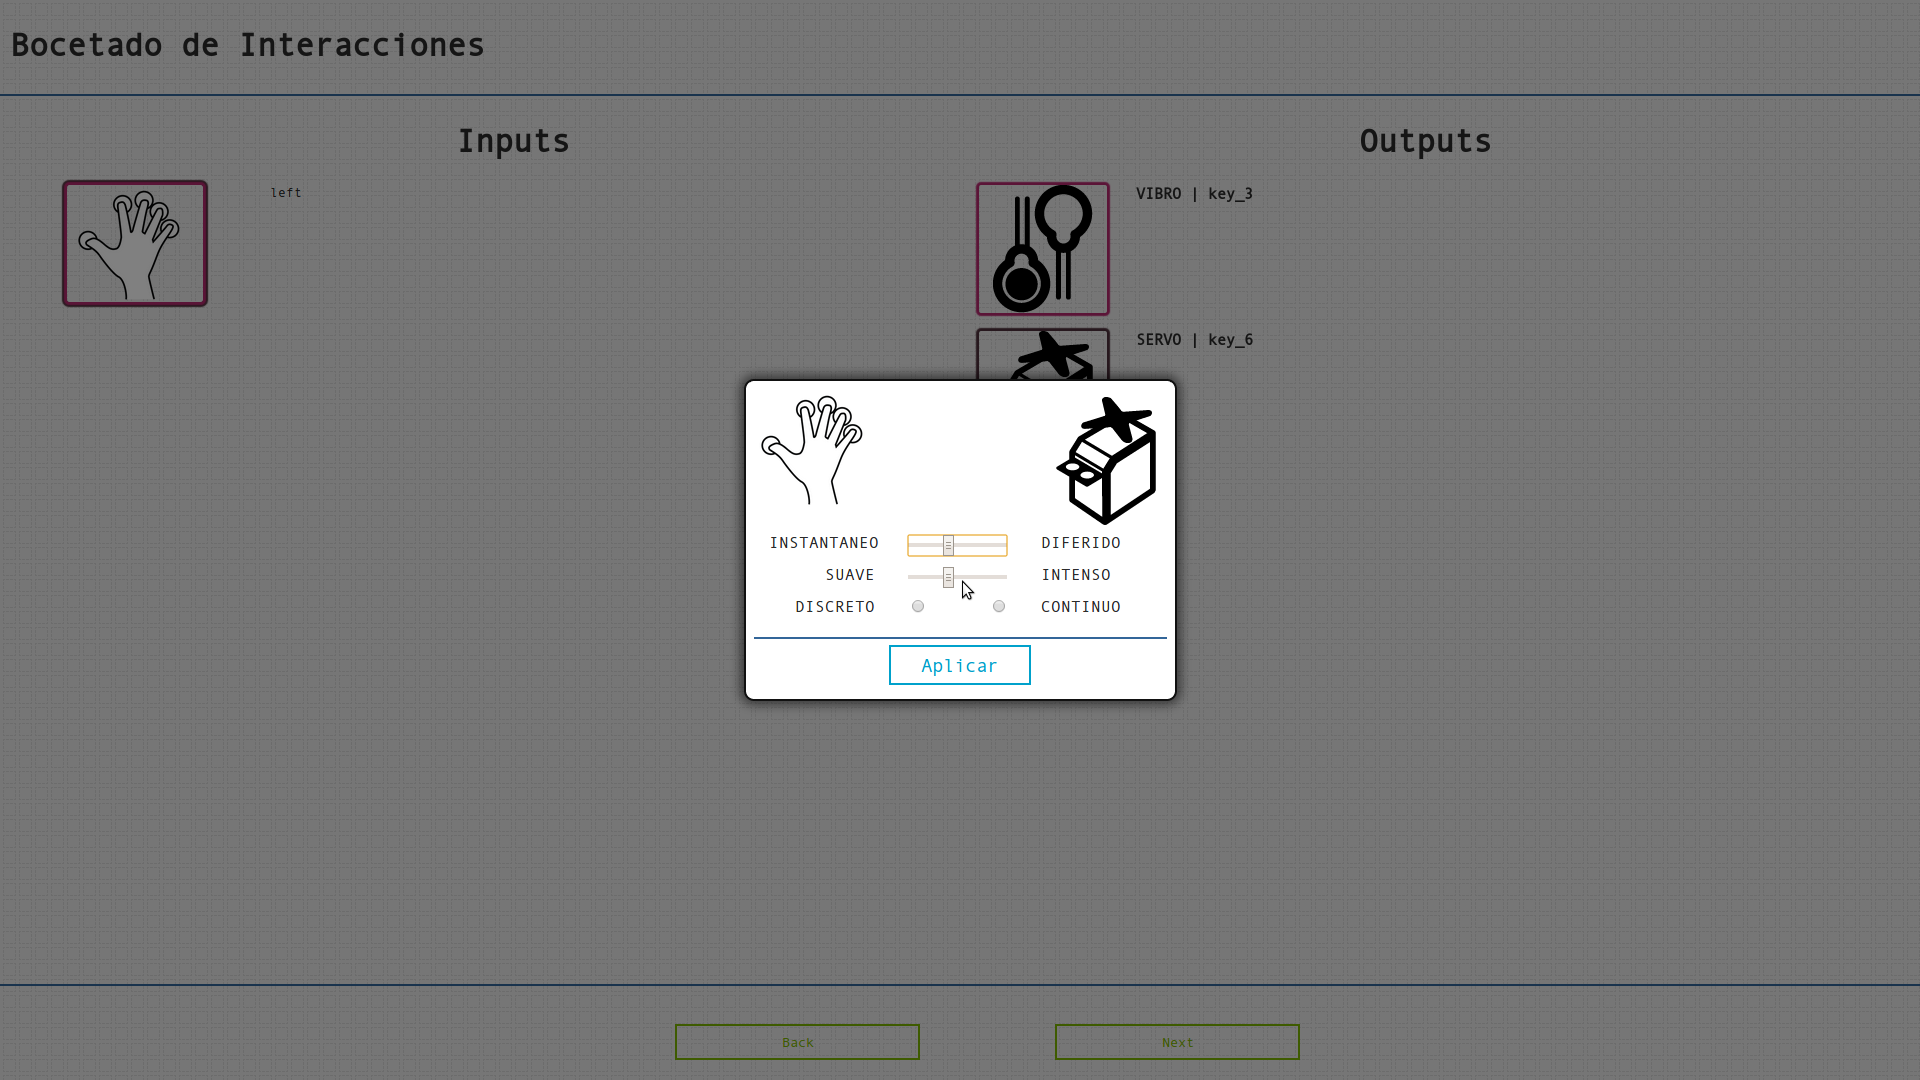 Bocetado de Interacciones
Inputs
Outputs
left
VIBRO | key_3
SERVO | key_6
INSTANTANEO DIFERIDO
SUAVE INTENSO
DISCRETO CONTINUO
Aplicar
Back
Next